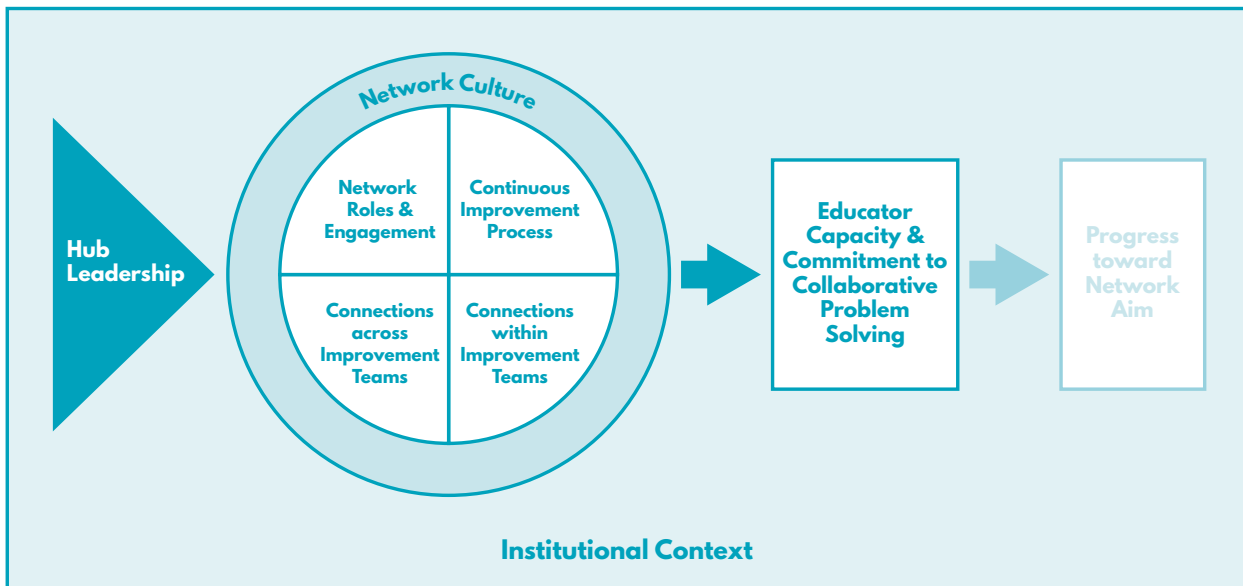 Network Culture
Hub
Leadership
Network
Roles &
Engagement
Continuous
Improvement
Process
Connections
across
Improvement
Teams
Connections
within
Improvement
Teams
Educator
Capacity &
Commitment to
Collaborative
Problem
Solving
Progress
toward
Network
Aim
Institutional Context